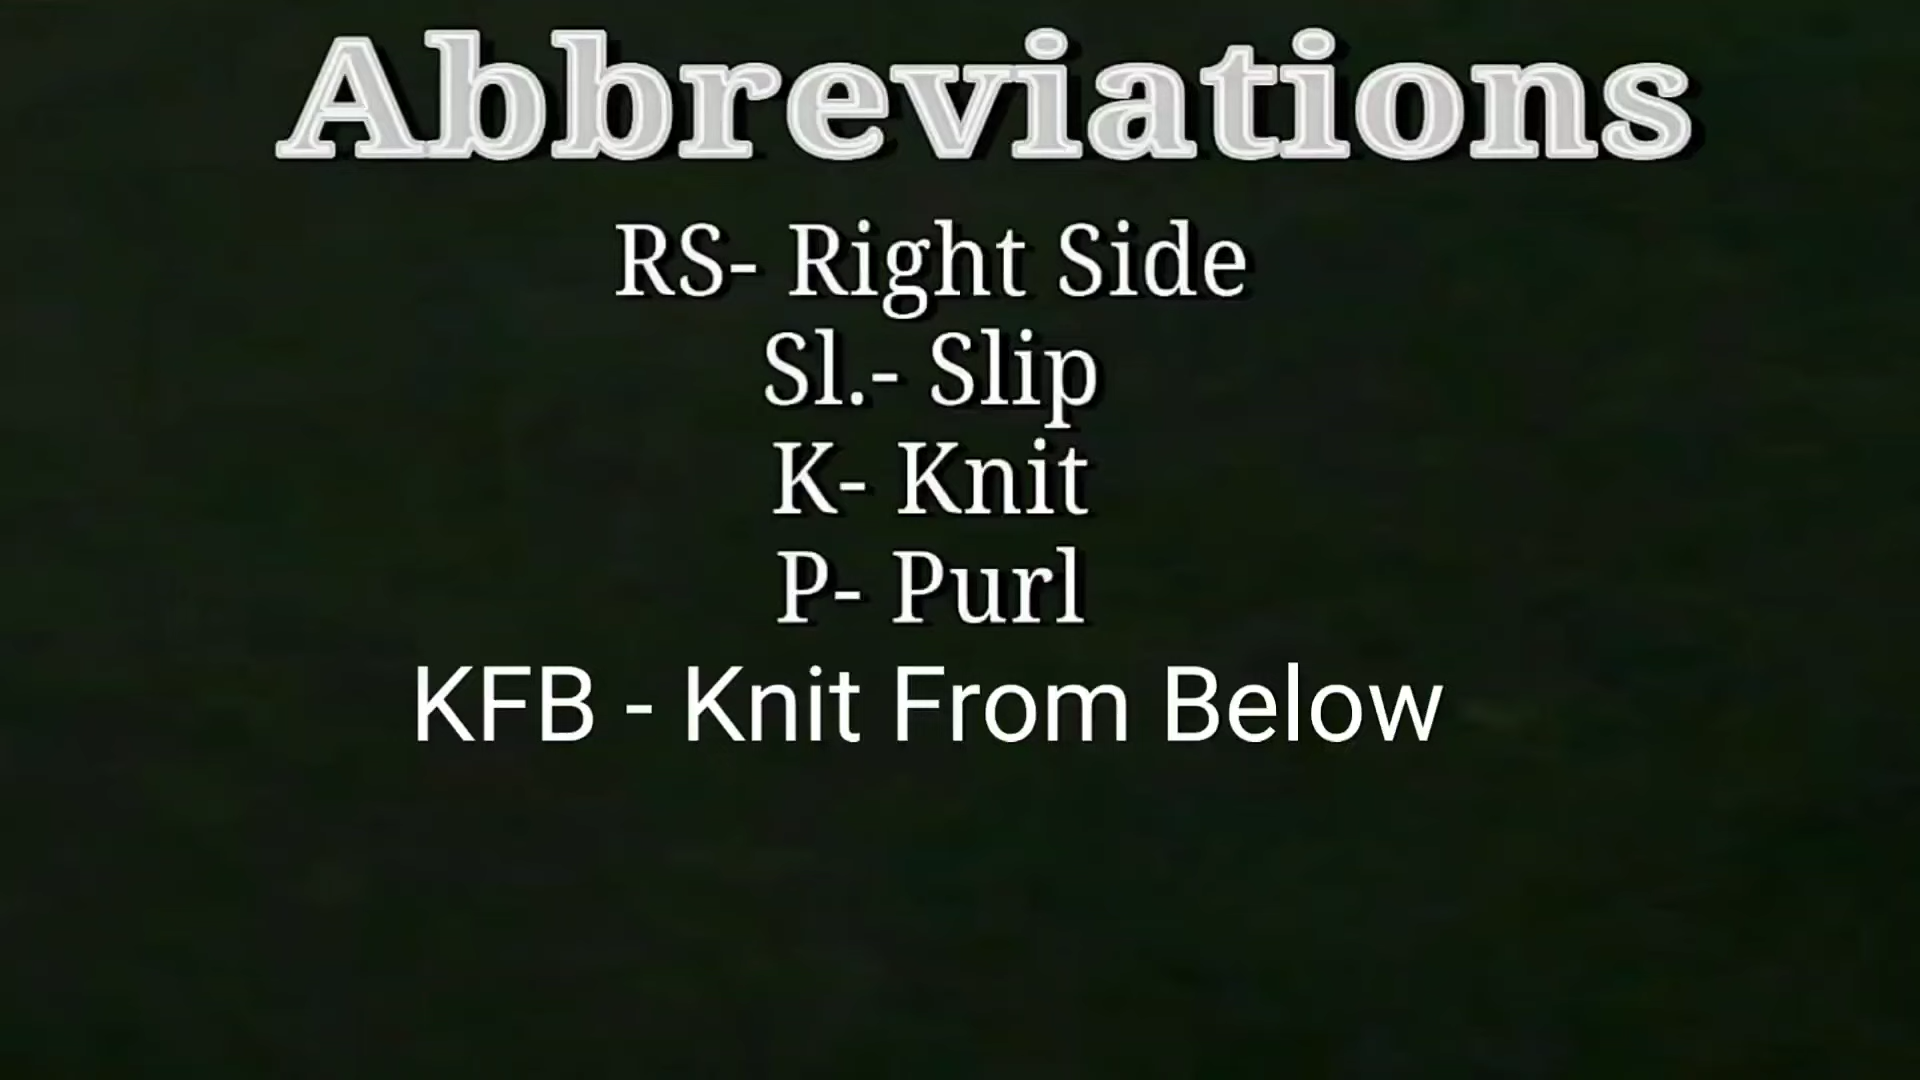 Abbreviations
RS- Right Side
Sl.- Slip
K- Knit
P- Purl
KFB - Knit From Below